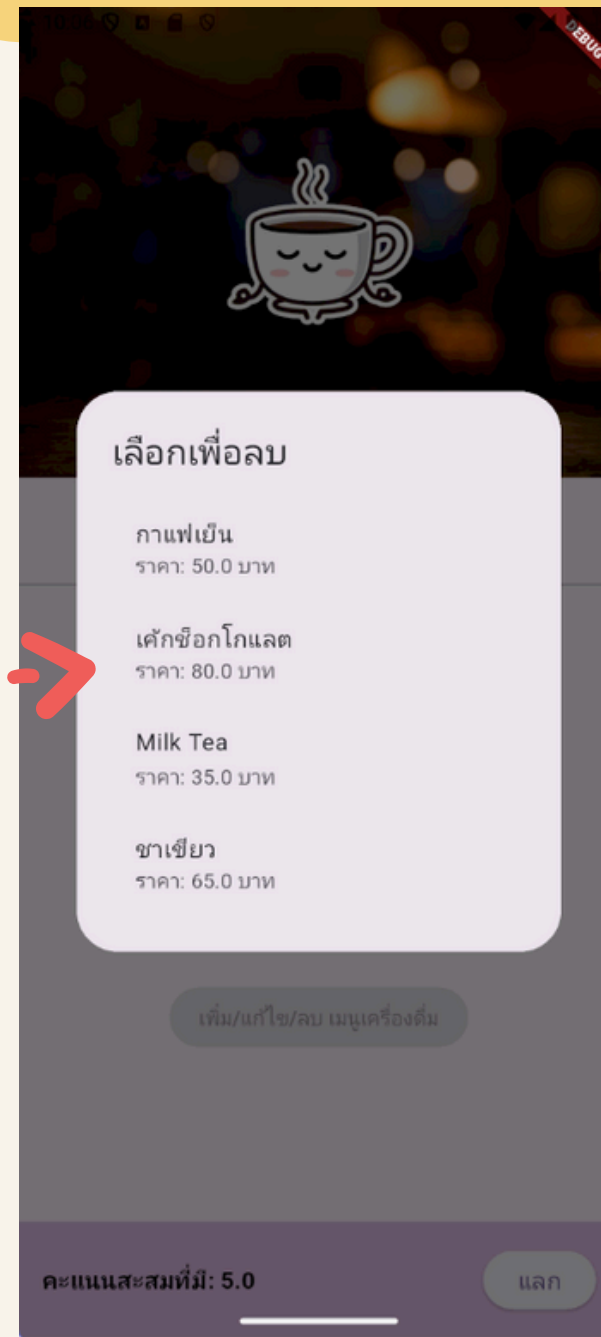 10:06
DEBUG
เลือกเพื่อลบ
กาแฟเย็น
ราคา: 50.0 บาท
เค้กช็อกโกแลต
ราคา: 80.0 บาท
Milk Tea
ราคา: 35.0 บาท
ชาเขียว
ราคา: 65.0 บาท
เพิ่ม/แก้ไข/ลบ เมนูเครื่องดื่ม
คะแนนสะสมที่มี: 5.0
แลก